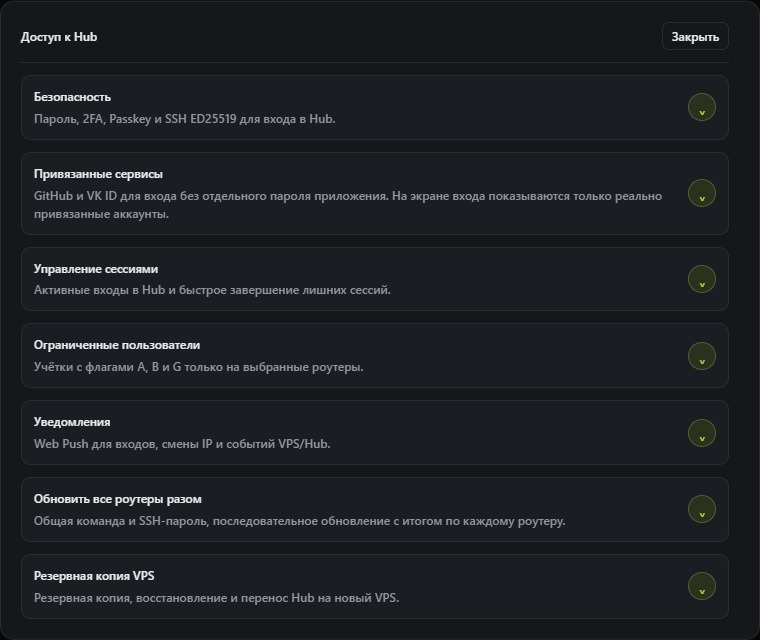 Доступ к Hub
Закрыть
Безопасность
Пароль, 2FA, Passkey и SSH ED25519 для входа в Hub.
v
Привязанные сервисы
GitHub и VK ID для входа без отдельного пароля приложения. На экране входа показываются только реально
привязанные аккаунты.
v
Управление сессиями
Активные входы в Hub и быстрое завершение лишних сессий.
v
Ограниченные пользователи
Учётки с флагами A, B и G только на выбранные роутеры.
v
Уведомления
Web Push для входов, смены IP и событий VPS/Hub.
v
Обновить все роутеры разом
Общая команда и SSH-пароль, последовательное обновление с итогом по каждому роутеру.
v
Резервная копия VPS
Резервная копия, восстановление и перенос Hub на новый VPS.
v